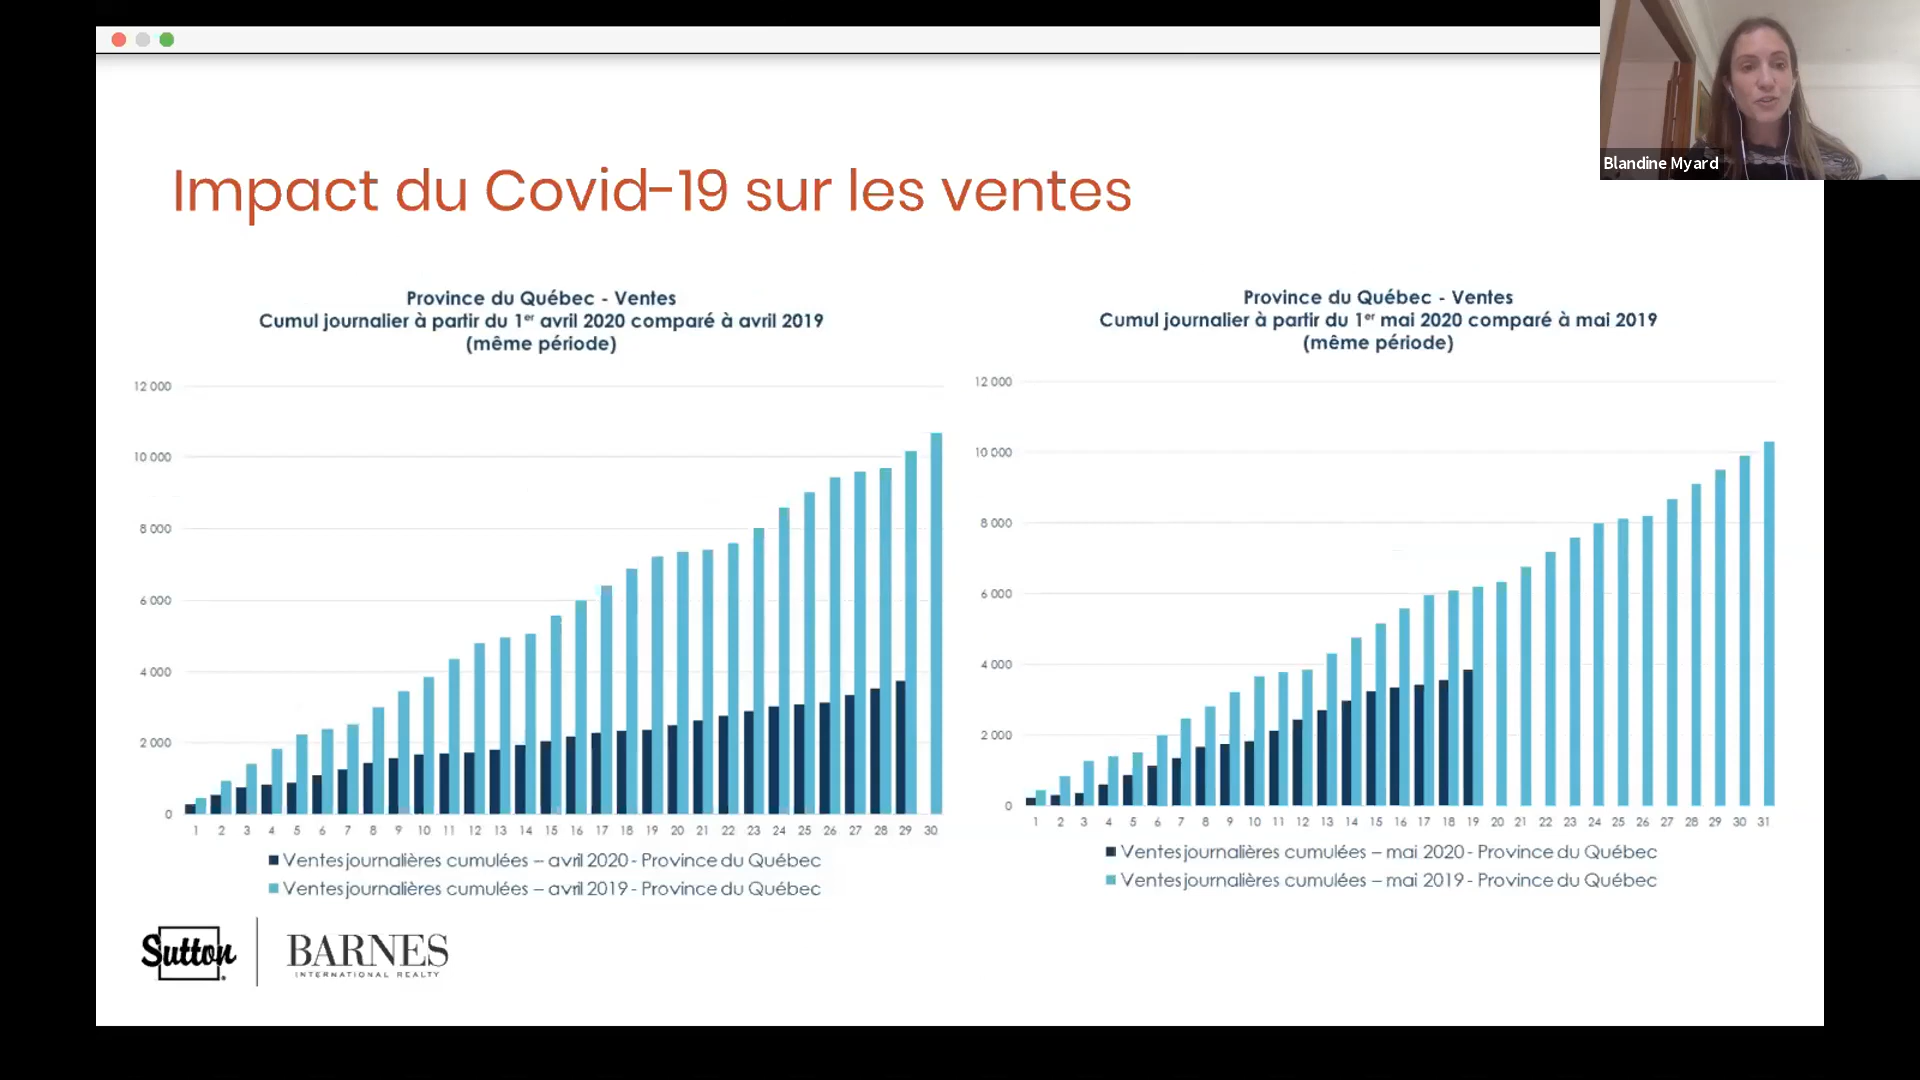 Blandine Myard
Impact du Covid-19 sur les ventes
Province du Québec - Ventes
Cumul journalier à partir du 1er avril 2020 comparé à avril 2019
(même période)
12 000
10 000
8 000
6 000
4 000
2 000
0
1 2 3 4 5 6 7 8 9 10 11 12 13 14 15 16 17 18 19 20 21 22 23 24 25 26 27 28 29 30
Ventes journalières cumulées – avril 2020 - Province du Québec
Ventes journalières cumulées – avril 2019 - Province du Québec
Province du Québec - Ventes
Cumul journalier à partir du 1er mai 2020 comparé à mai 2019
(même période)
12 000
10 000
8 000
6 000
4 000
2 000
0
1 2 3 4 5 6 7 8 9 10 11 12 13 14 15 16 17 18 19 20 21 22 23 24 25 26 27 28 29 30 31
Ventes journalières cumulées – mai 2020 - Province du Québec
Ventes journalières cumulées – mai 2019 - Province du Québec
Sutton
BARNES
INTERNATIONAL REALTY